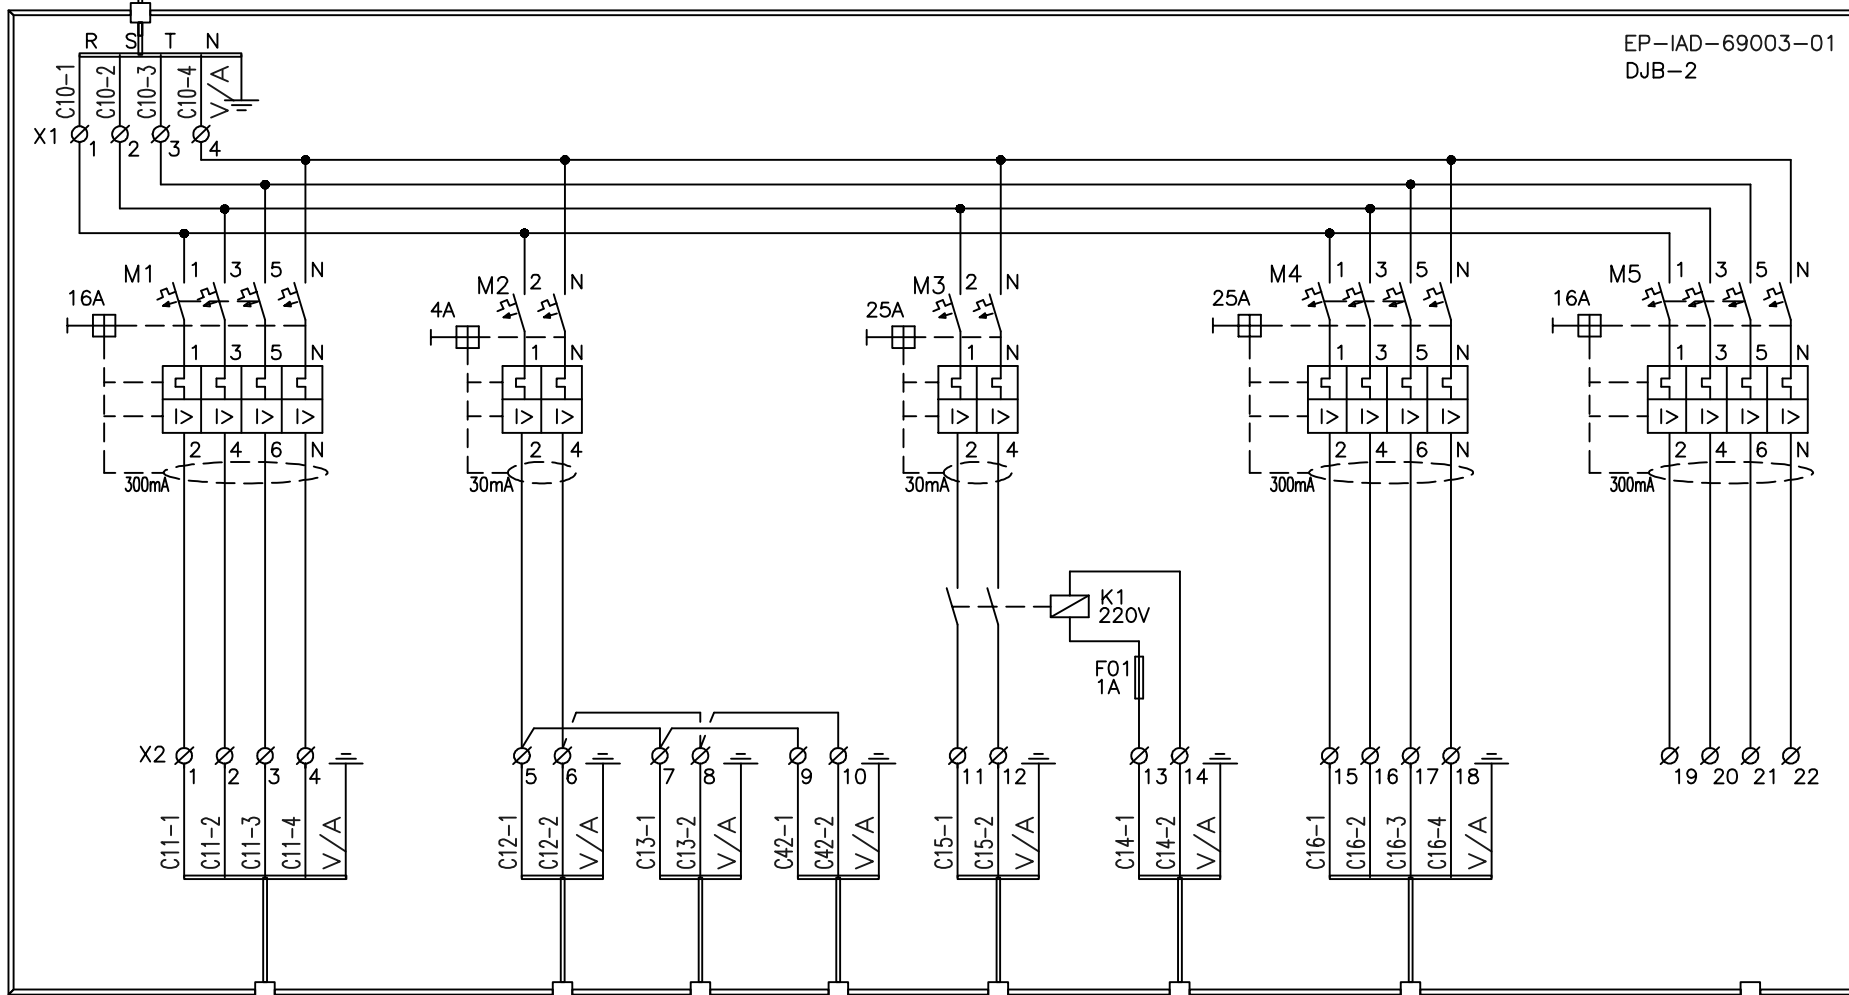 EP-IAD-69003-01
DJB-2
R S T N
C10-1 C10-2 C10-3 C10-4 V/A
X1 1 2 3 4
M1 1 3 5 N
16A
1 3 5 N
I> I> I> I>
2 4 6 N
300mA
M2 2 N
4A
1 N
I> I>
2 4
30mA
M3 2 N
25A
1 N
I> I>
2 4
30mA
M4 1 3 5 N
25A
1 3 5 N
I> I> I> I>
2 4 6 N
300mA
M5 1 3 5 N
16A
1 3 5 N
I> I> I> I>
2 4 6 N
300mA
K1
220V
F01
1A
X2 1 2 3 4 5 6 7 8 9 10 11 12 13 14 15 16 17 18 19 20 21 22
C11-1 C11-2 C11-3 C11-4 V/A
C12-1 C12-2 V/A
C13-1 C13-2 V/A
C42-1 C42-2 V/A
C15-1 C15-2 V/A
C14-1 C14-2 V/A
C16-1 C16-2 C16-3 C16-4 V/A